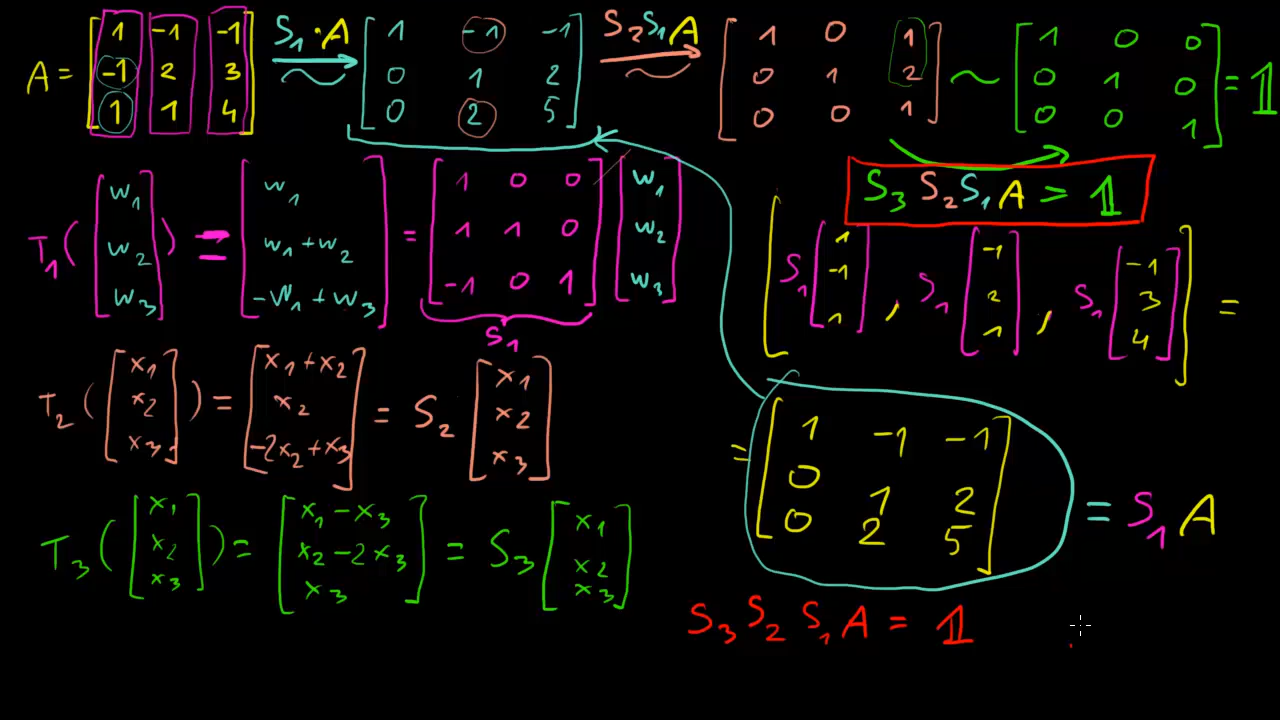 A = [1 -1 -1; -1 2 3; 1 1 4] S₁·A → ~ [1 -1 -1; 0 1 2; 0 2 5] S₂S₁A → ~ [1 0 1; 0 1 2; 0 0 1] ~ [1 0 0; 0 1 0; 0 0 1] = 𝟙
S₃ S₂ S₁ A = 𝟙
T₁([w₁; w₂; w₃]) = [w₁; w₁+w₂; -w₁+w₃] = [1 0 0; 1 1 0; -1 0 1] [w₁; w₂; w₃]
S₁
[S₁[1; -1; 1], S₁[-1; 2; 1], S₁[-1; 3; 4]] =
T₂([x₁; x₂; x₃]) = [x₁+x₂; x₂; -2x₂+x₃] = S₂ [x₁; x₂; x₃]
= [1 -1 -1; 0 1 2; 0 2 5] = S₁ A
T₃([x₁; x₂; x₃]) = [x₁-x₃; x₂-2x₃; x₃] = S₃ [x₁; x₂; x₃]
S₃ S₂ S₁ A = 𝟙